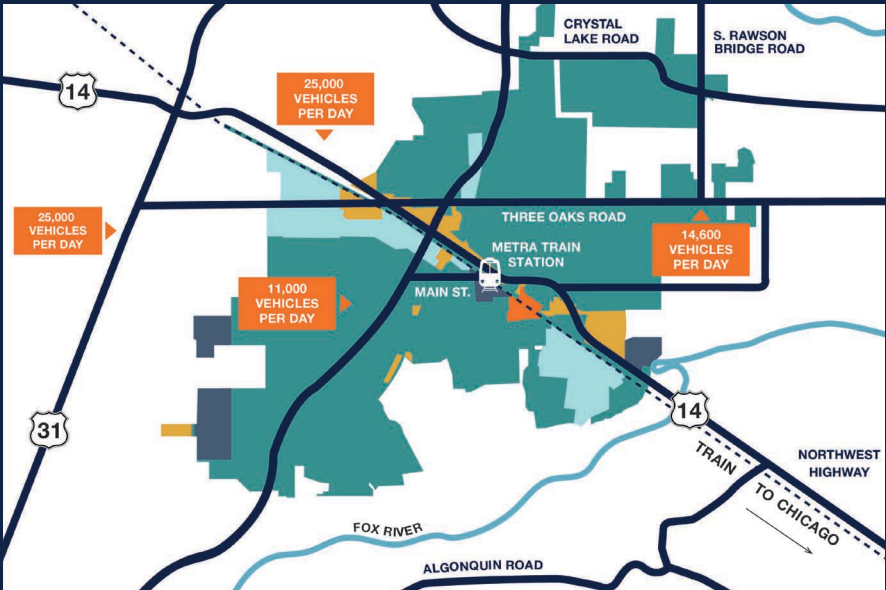 CRYSTAL
LAKE ROAD
S. RAWSON
BRIDGE ROAD
14
25,000
VEHICLES
PER DAY
25,000
VEHICLES
PER DAY
THREE OAKS ROAD
14,600
VEHICLES
PER DAY
METRA TRAIN
STATION
11,000
VEHICLES
PER DAY
MAIN ST.
31
14
TRAIN
TO CHICAGO
NORTHWEST
HIGHWAY
FOX RIVER
ALGONQUIN ROAD